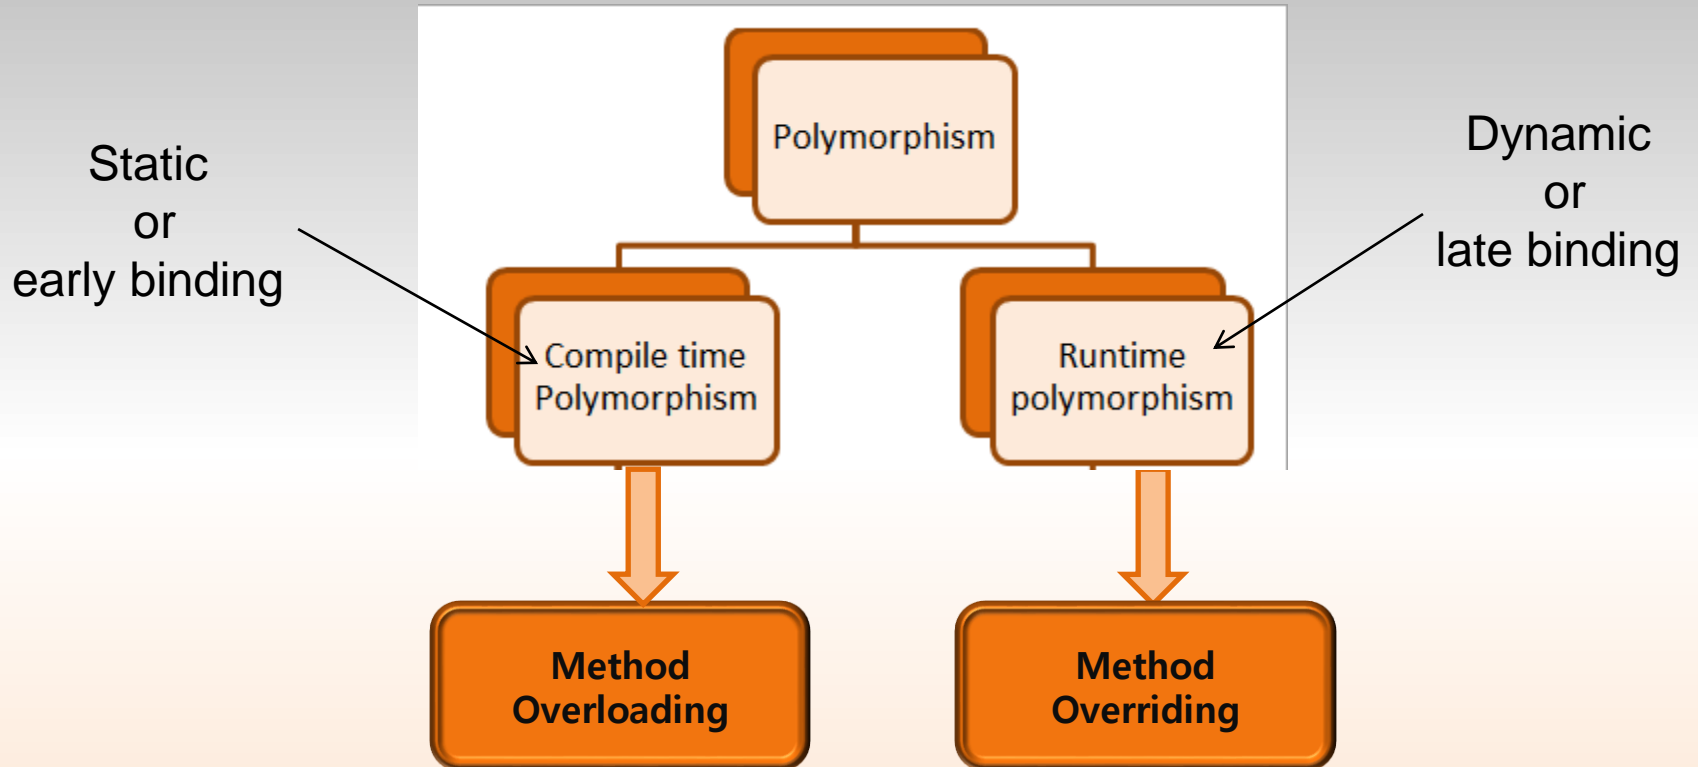 Polymorphism
Static
or
early binding
Dynamic
or
late binding
Compile time
Polymorphism
Runtime
polymorphism
Method
Overloading
Method
Overriding